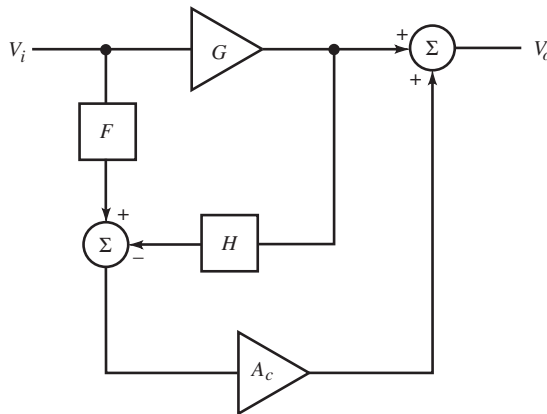 V_i
G
+
Σ
V_o
+
F
+
Σ
−
H
A_c